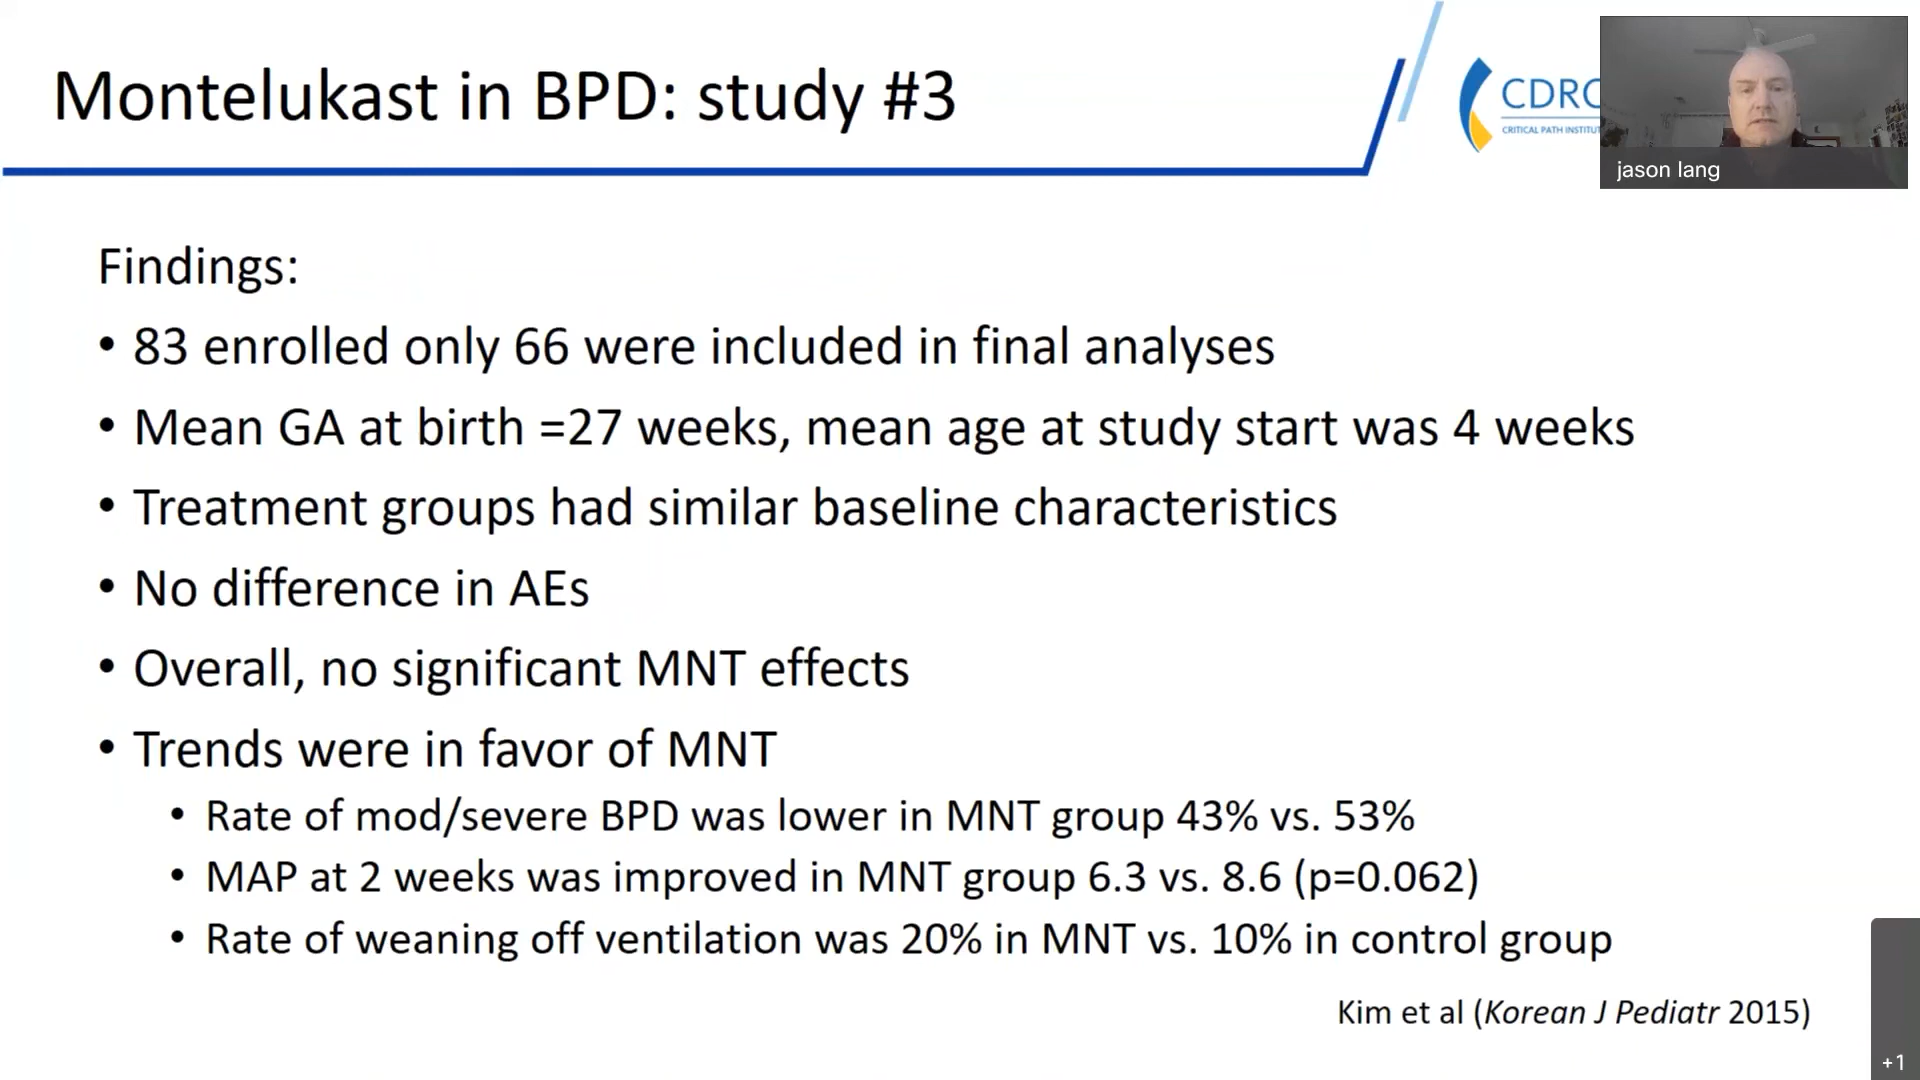 Montelukast in BPD: study #3
CDRC
CRITICAL PATH
jason lang
Findings:
• 83 enrolled only 66 were included in final analyses
• Mean GA at birth =27 weeks, mean age at study start was 4 weeks
• Treatment groups had similar baseline characteristics
• No difference in AEs
• Overall, no significant MNT effects
• Trends were in favor of MNT
• Rate of mod/severe BPD was lower in MNT group 43% vs. 53%
• MAP at 2 weeks was improved in MNT group 6.3 vs. 8.6 (p=0.062)
• Rate of weaning off ventilation was 20% in MNT vs. 10% in control group
Kim et al (Korean J Pediatr 2015)
+1